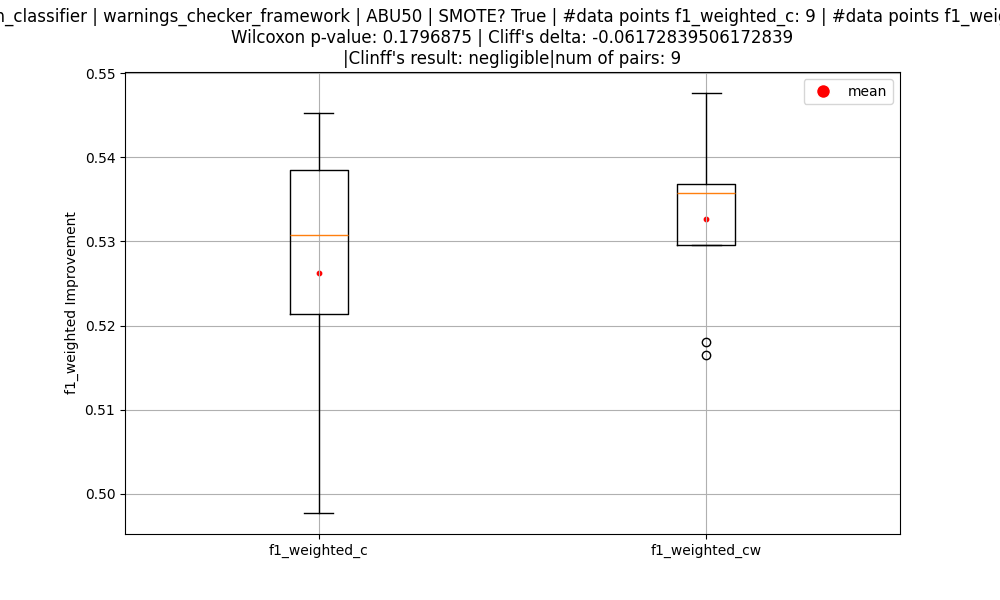 _classifier | warnings_checker_framework | ABU50 | SMOTE? True | #data points f1_weighted_c: 9 | #data points
Wilcoxon p-value: 0.1796875 | Cliff's delta: -0.06172839506172839
|Clinff's result: negligible|num of pairs: 9
mean
0.55
0.54
0.53
0.52
0.51
0.50
f1_weighted Improvement
f1_weighted_c
f1_weighted_cw